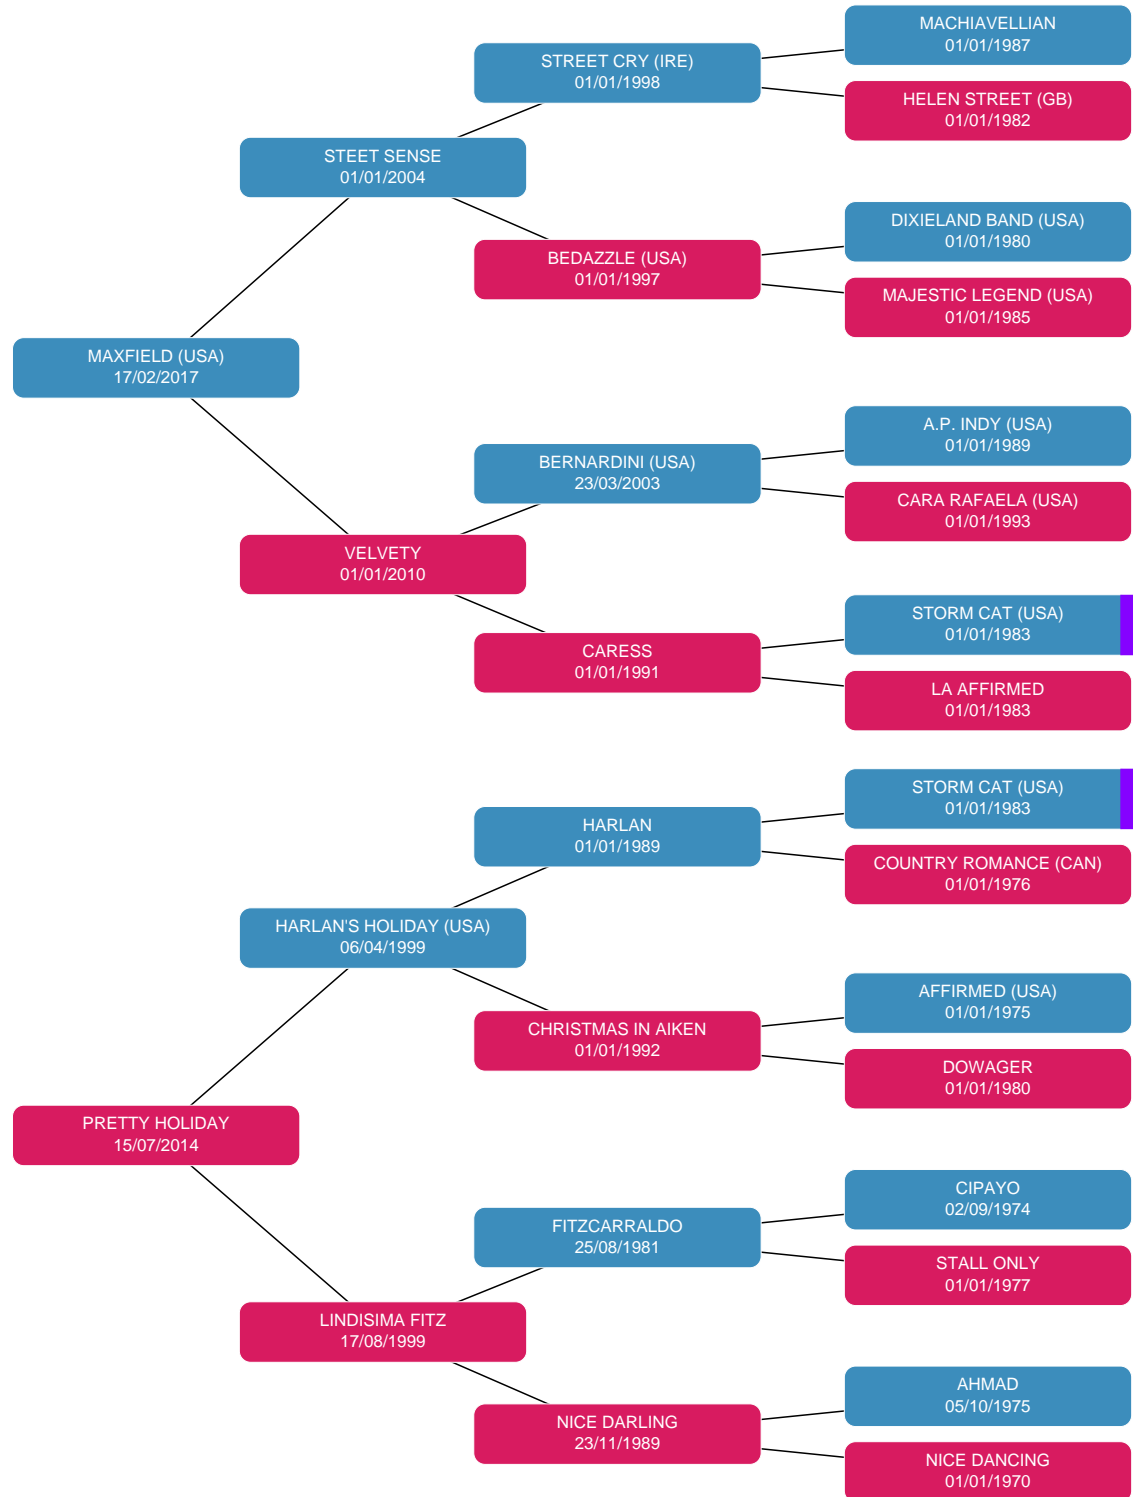 MACHIAVELLIAN
01/01/1987
STREET CRY (IRE)
01/01/1998
HELEN STREET (GB)
01/01/1982
STEET SENSE
01/01/2004
DIXIELAND BAND (USA)
01/01/1980
BEDAZZLE (USA)
01/01/1997
MAJESTIC LEGEND (USA)
01/01/1985
MAXFIELD (USA)
17/02/2017
A.P. INDY (USA)
01/01/1989
BERNARDINI (USA)
23/03/2003
CARA RAFAELA (USA)
01/01/1993
VELVETY
01/01/2010
STORM CAT (USA)
01/01/1983
CARESS
01/01/1991
LA AFFIRMED
01/01/1983
STORM CAT (USA)
01/01/1983
HARLAN
01/01/1989
COUNTRY ROMANCE (CAN)
01/01/1976
HARLAN'S HOLIDAY (USA)
06/04/1999
AFFIRMED (USA)
01/01/1975
CHRISTMAS IN AIKEN
01/01/1992
DOWAGER
01/01/1980
PRETTY HOLIDAY
15/07/2014
CIPAYO
02/09/1974
FITZCARRALDO
25/08/1981
STALL ONLY
01/01/1977
LINDISIMA FITZ
17/08/1999
AHMAD
05/10/1975
NICE DARLING
23/11/1989
NICE DANCING
01/01/1970